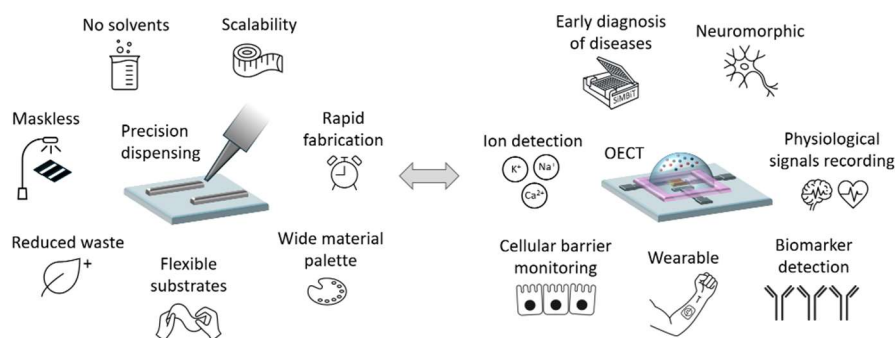 No solvents
Scalability
Maskless
Precision
dispensing
Rapid
fabrication
Reduced waste
Flexible
substrates
Wide material
palette
Early diagnosis
of diseases
SiMBiT
Neuromorphic
Ion detection
K⁺
Na⁺
Ca²⁺
OECT
Physiological
signals recording
Cellular barrier
monitoring
Wearable
Biomarker
detection